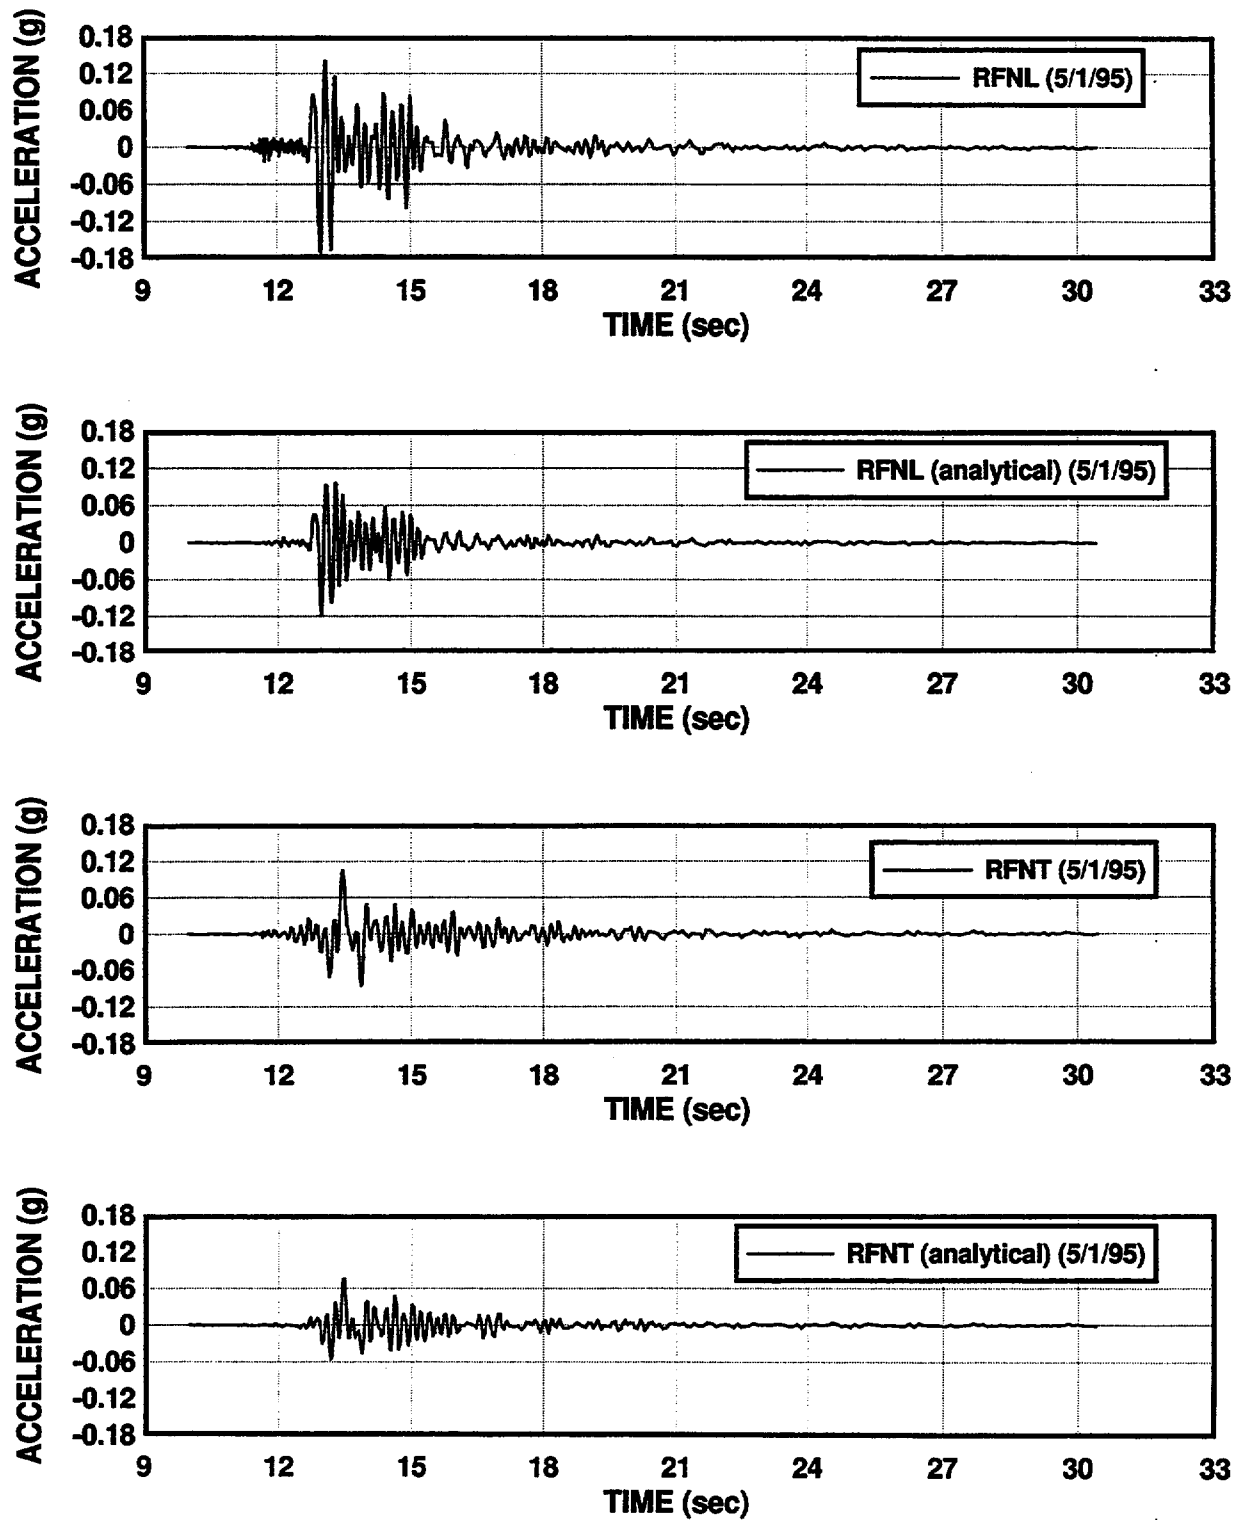 ACCELERATION (g)
0.18
0.12
0.06
0
-0.06
-0.12
-0.18
RFNL (5/1/95)
9 12 15 18 21 24 27 30 33
TIME (sec)
ACCELERATION (g)
0.18
0.12
0.06
0
-0.06
-0.12
-0.18
RFNL (analytical) (5/1/95)
9 12 15 18 21 24 27 30 33
TIME (sec)
ACCELERATION (g)
0.18
0.12
0.06
0
-0.06
-0.12
-0.18
RFNT (5/1/95)
9 12 15 18 21 24 27 30 33
TIME (sec)
ACCELERATION (g)
0.18
0.12
0.06
0
-0.06
-0.12
-0.18
RFNT (analytical) (5/1/95)
9 12 15 18 21 24 27 30 33
TIME (sec)